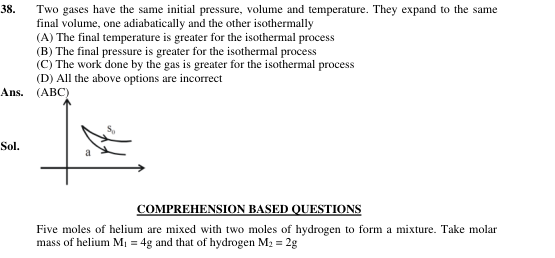 38. Two gases have the same initial pressure, volume and temperature. They expand to the same
final volume, one adiabatically and the other isothermally
(A) The final temperature is greater for the isothermal process
(B) The final pressure is greater for the isothermal process
(C) The work done by the gas is greater for the isothermal process
(D) All the above options are incorrect
Ans. (ABC)
Sol.
a
COMPREHENSION BASED QUESTIONS
Five moles of helium are mixed with two moles of hydrogen to form a mixture. Take molar
mass of helium M₁ = 4g and that of hydrogen M₂ = 2g